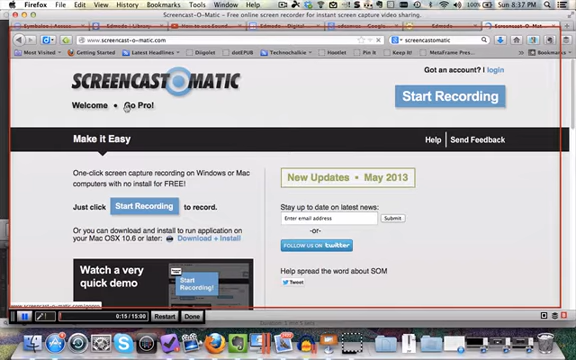 Firefox File Edit View History Bookmarks Tools Window Help
Sun 8:37 PM
Screencast-O-Matic - Free online screen recorder for instant screen capture video sharing.
www.screencast-o-matic.com
screencastomatic
Most Visited Getting Started Latest Headlines Diigolet dotEPUB Technochalkie Readability Pin It Pin It MetaFrame Pres... Bookmarks
SCREENCAST O MATIC
Got an account? login
Welcome • Go Pro!
Start Recording
Make it Easy
Help Send Feedback
One-click screen capture recording on Windows or Mac
computers with no install for FREE!
New Updates • May 2013
Just click Start Recording to record.
Stay up to date on latest news:
Enter email address Submit
-or-
Or you can download and install to run application on
your Mac OSX 10.6 or later: Download + Install
FOLLOW US ON twitter
Help spread the word about SOM
Tweet
Watch a very
quick demo
Start
Recording!
0:15 / 15:00 Restart Done